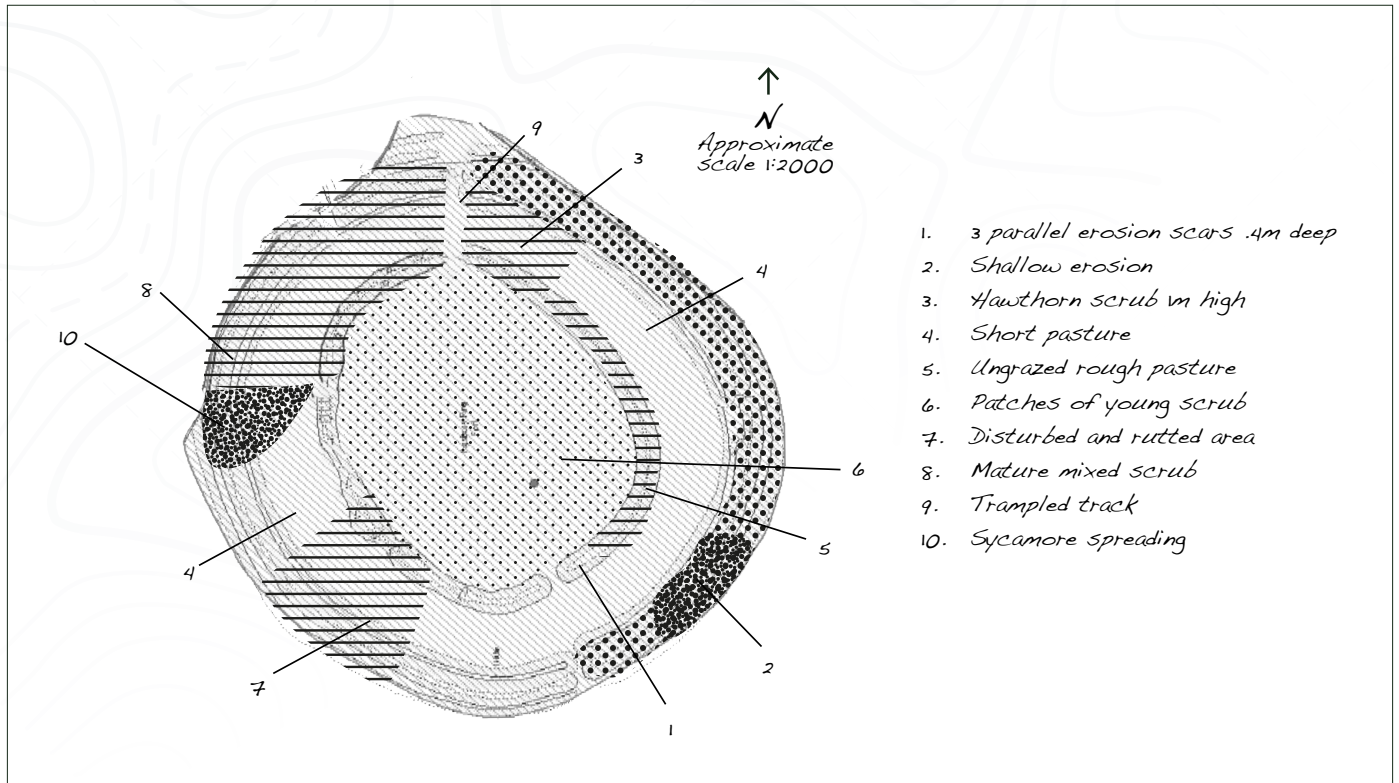 N
Approximate
scale 1:2000
9
3
4
8
10
6
5
4
7
2
1
1. 3 parallel erosion scars .4m deep
2. Shallow erosion
3. Hawthorn scrub 1m high
4. Short pasture
5. Ungrazed rough pasture
6. Patches of young scrub
7. Disturbed and rutted area
8. Mature mixed scrub
9. Trampled track
10. Sycamore spreading